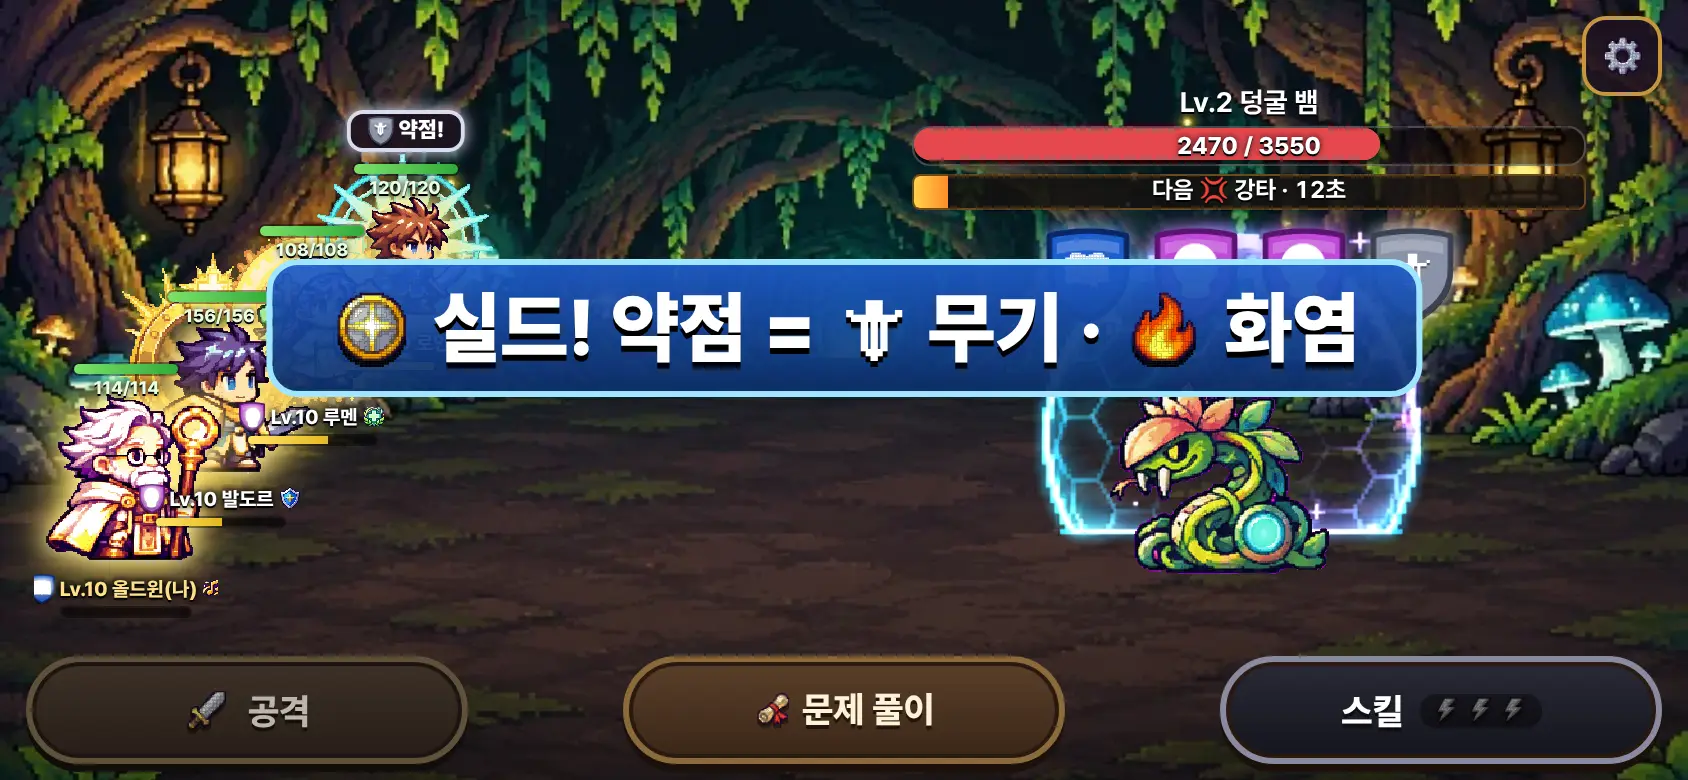 약점!
Lv.2 덩굴 뱀
2470 / 3550
다음 강타 · 12초
120/120
108/108
156/156
114/114
실드! 약점 = 무기 · 화염
Lv.10 루멘
Lv.10 발도르
Lv.10 올드윈(나)
공격
문제 풀이
스킬